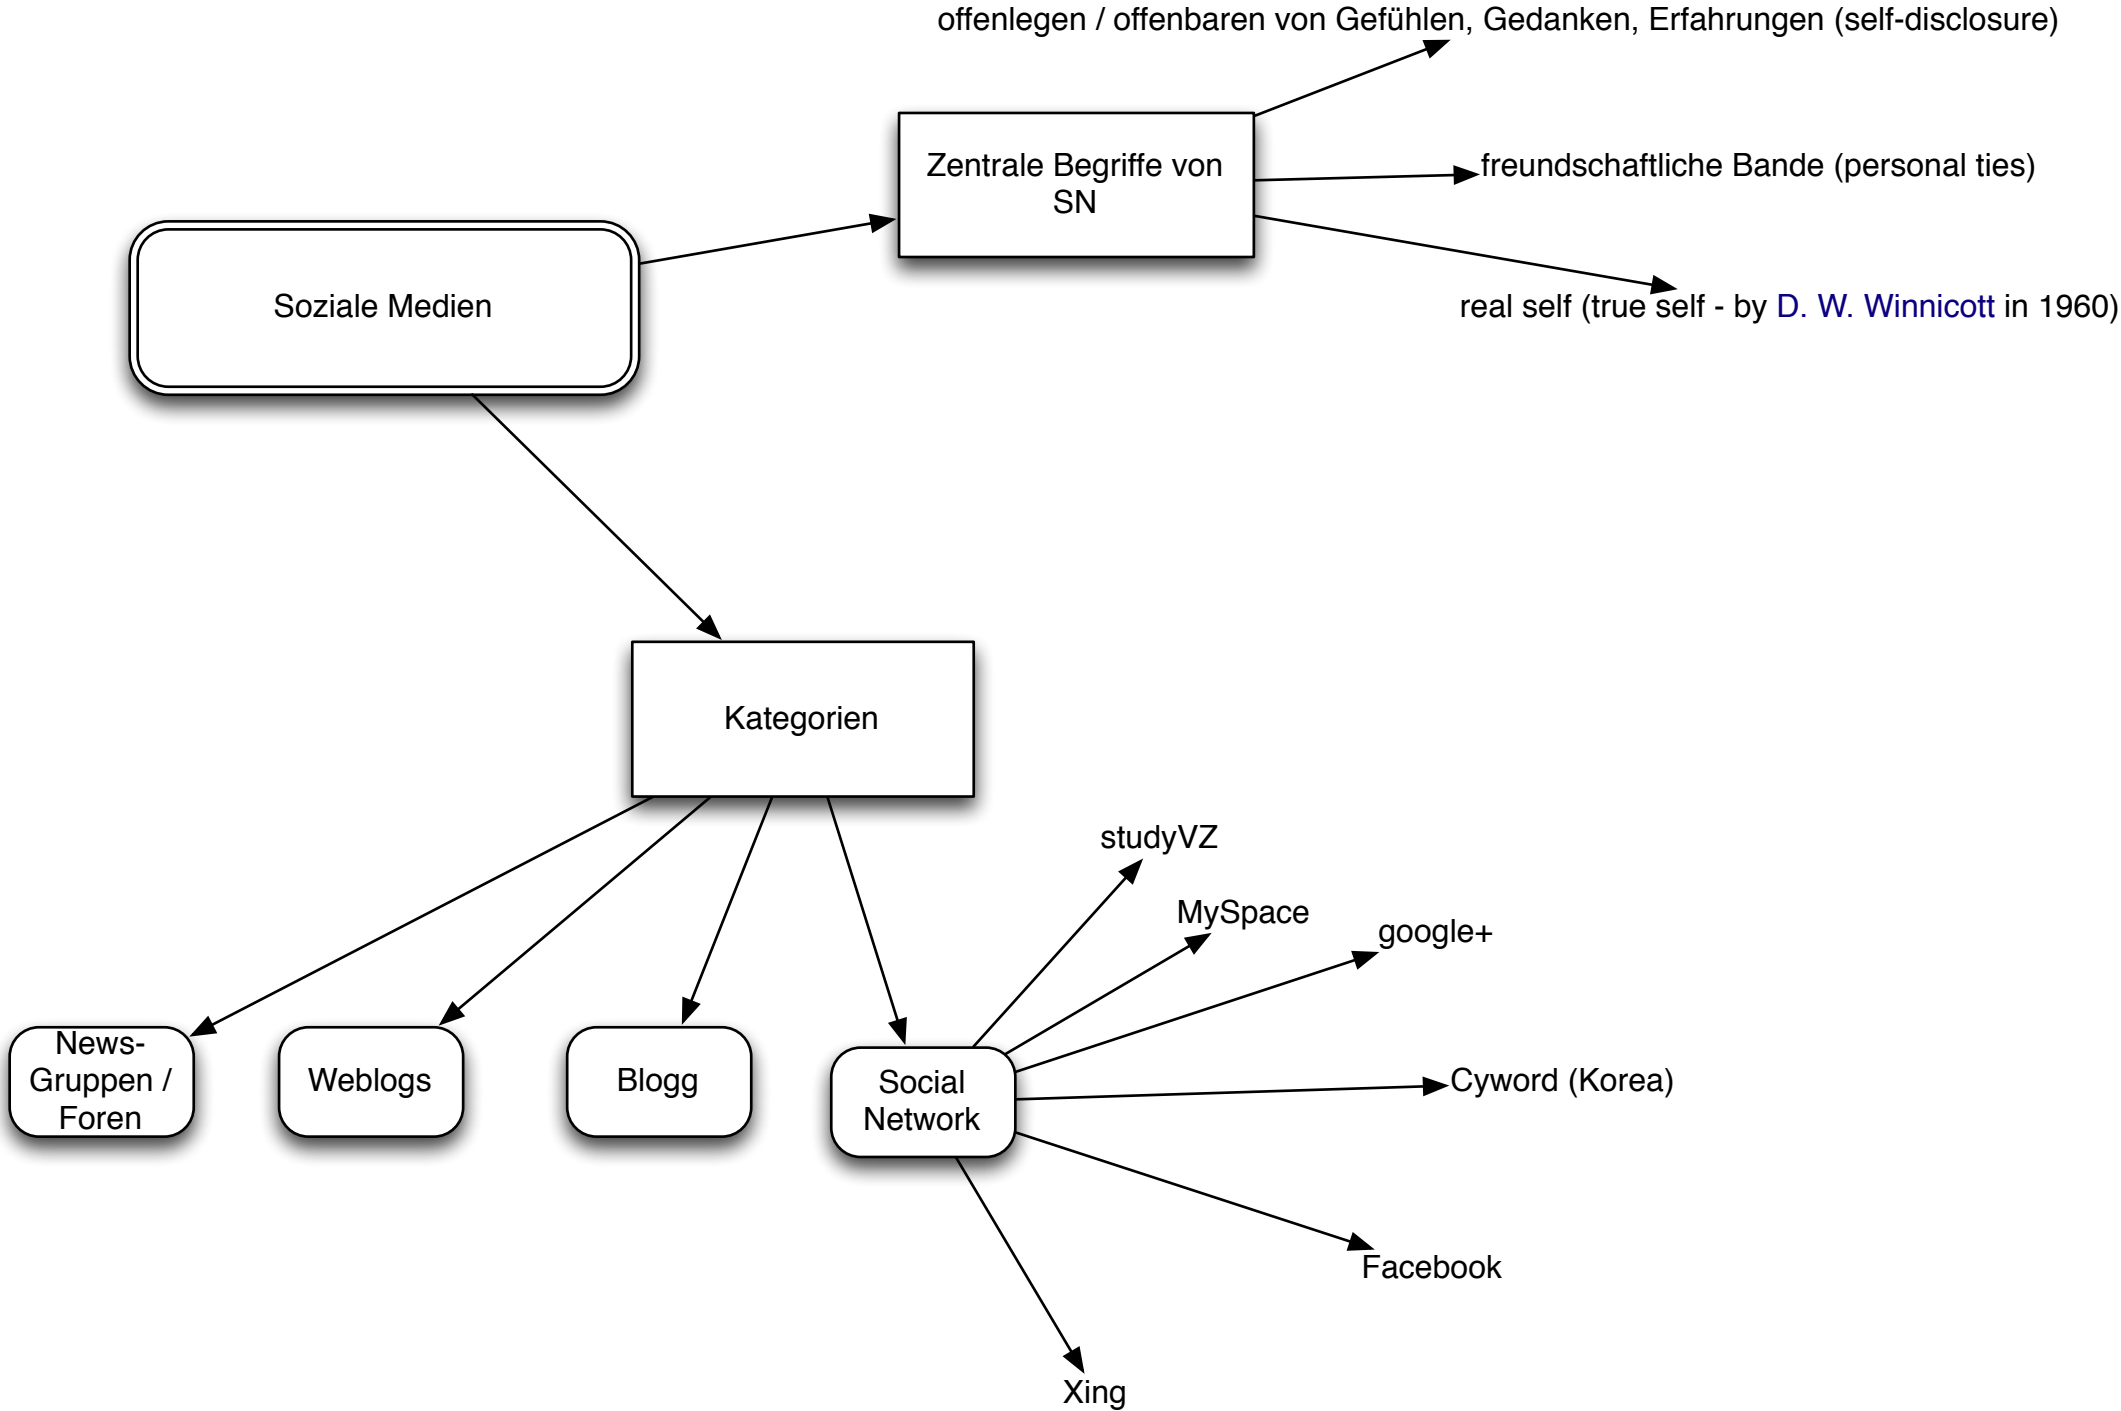 offenlegen / offenbaren von Gefühlen, Gedanken, Erfahrungen (self-disclosure)
Zentrale Begriffe von
SN
freundschaftliche Bande (personal ties)
Soziale Medien
real self (true self - by D. W. Winnicott in 1960)
Kategorien
studyVZ
MySpace
google+
News-
Gruppen /
Foren
Weblogs
Blogg
Social
Network
Cyword (Korea)
Facebook
Xing